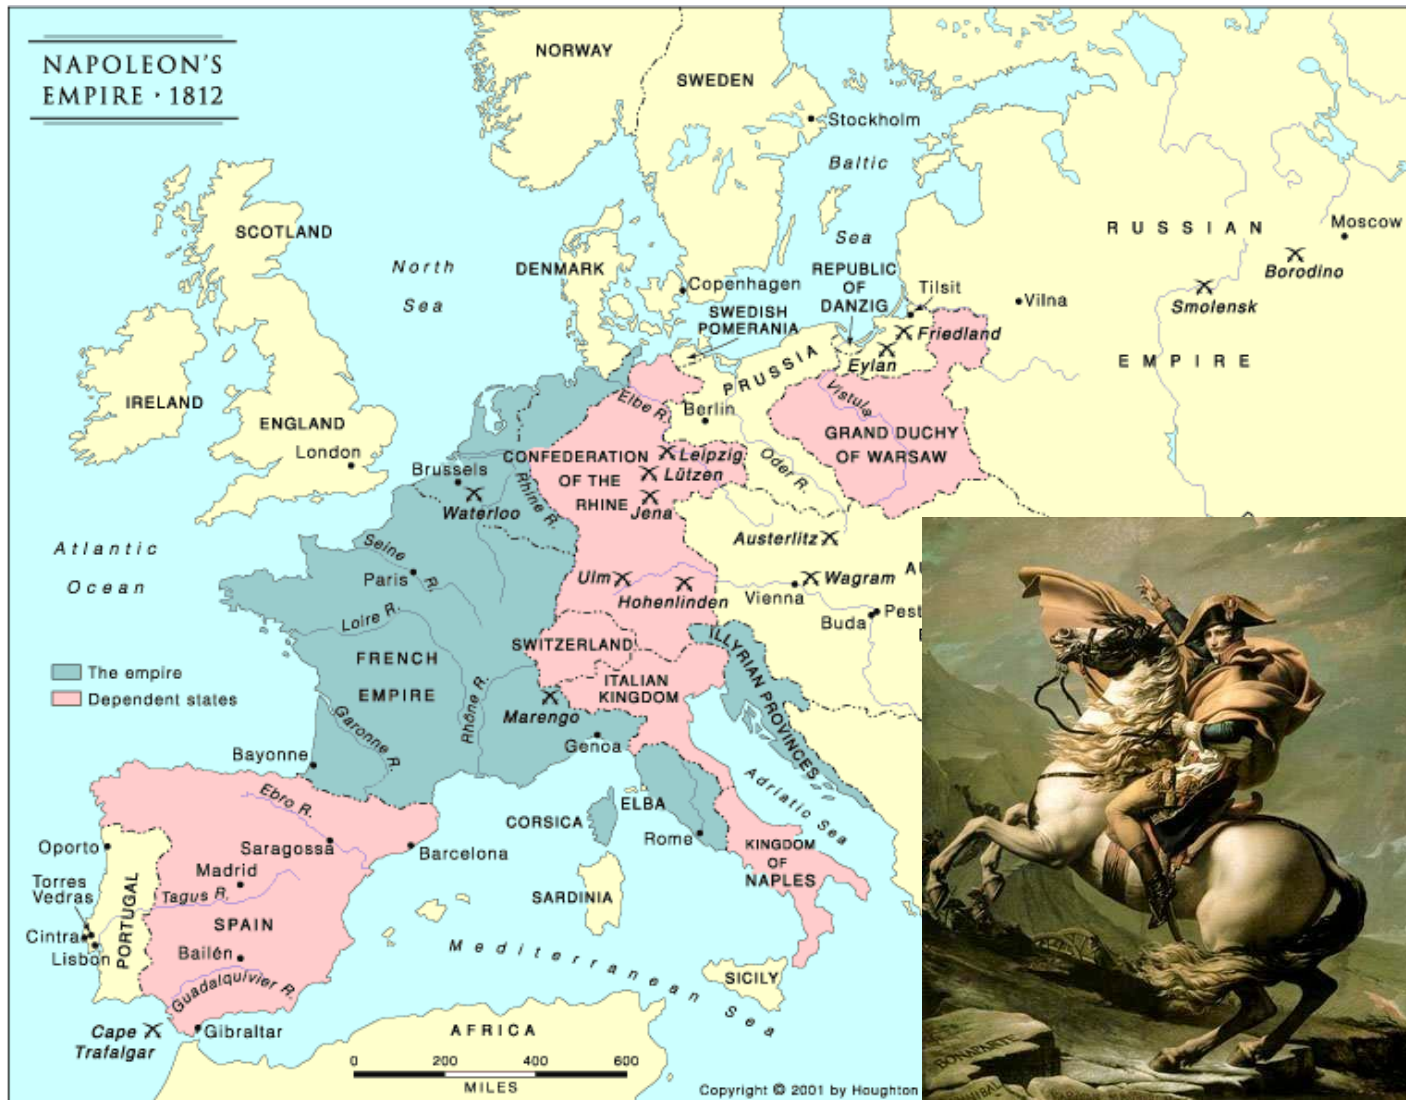 NAPOLEON'S
EMPIRE · 1812
NORWAY
SWEDEN
Stockholm
Baltic
Sea
SCOTLAND
North
Sea
DENMARK
Copenhagen
REPUBLIC
OF
DANZIG
Tilsit
SWEDISH
POMERANIA
Vilna
RUSSIAN
EMPIRE
Moscow
Borodino
Smolensk
Friedland
Eylan
PRUSSIA
IRELAND
ENGLAND
London
Elbe R.
Berlin
Vistula
GRAND DUCHY
OF WARSAW
Oder R.
Brussels
Waterloo
Rhine R.
CONFEDERATION
OF THE
RHINE
Leipzig
Lützen
Jena
Atlantic
Ocean
Seine R.
Paris
Loire R.
Austerlitz
Ulm
Hohenlinden
Vienna
Wagram
Buda
Pest
SWITZERLAND
ILLYRIAN PROVINCES
The empire
Dependent states
FRENCH
EMPIRE
ITALIAN
KINGDOM
Marengo
Rhône R.
Garonne R.
Genoa
Bayonne
Adriatic Sea
Ebro R.
CORSICA
ELBA
Rome
KINGDOM
OF
NAPLES
Oporto
Saragossa
Barcelona
Madrid
Torres
Vedras
Tagus R.
SARDINIA
PORTUGAL
SPAIN
Cintra
Lisbon
Bailén
Guadalquivier R.
Mediterranean Sea
SICILY
Cape
Trafalgar
Gibraltar
AFRICA
0 200 400 600
MILES
Copyright © 2001 by Houghton
BONAPARTE